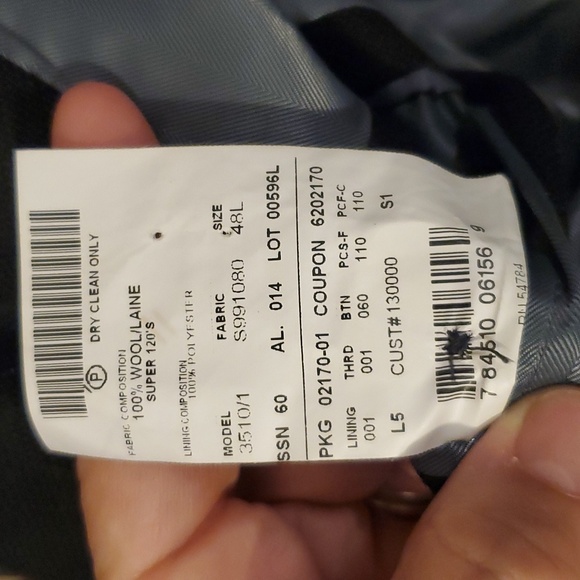 P DRY CLEAN ONLY
FABRIC COMPOSITION
100% WOOL/LAINE
SUPER 120'S
LINING COMPOSITION
100% POLYESTER
MODEL FABRIC SIZE
3510/1 S991080 48L
SSN 60 AL. 014 LOT 00596L
PKG 02170-01 COUPON 6202170
LINING THRD BTN PCS-F PCF-C
001 001 060 110 110
L5 CUST#130000 S1
7 84510 06156 9
RN 54784